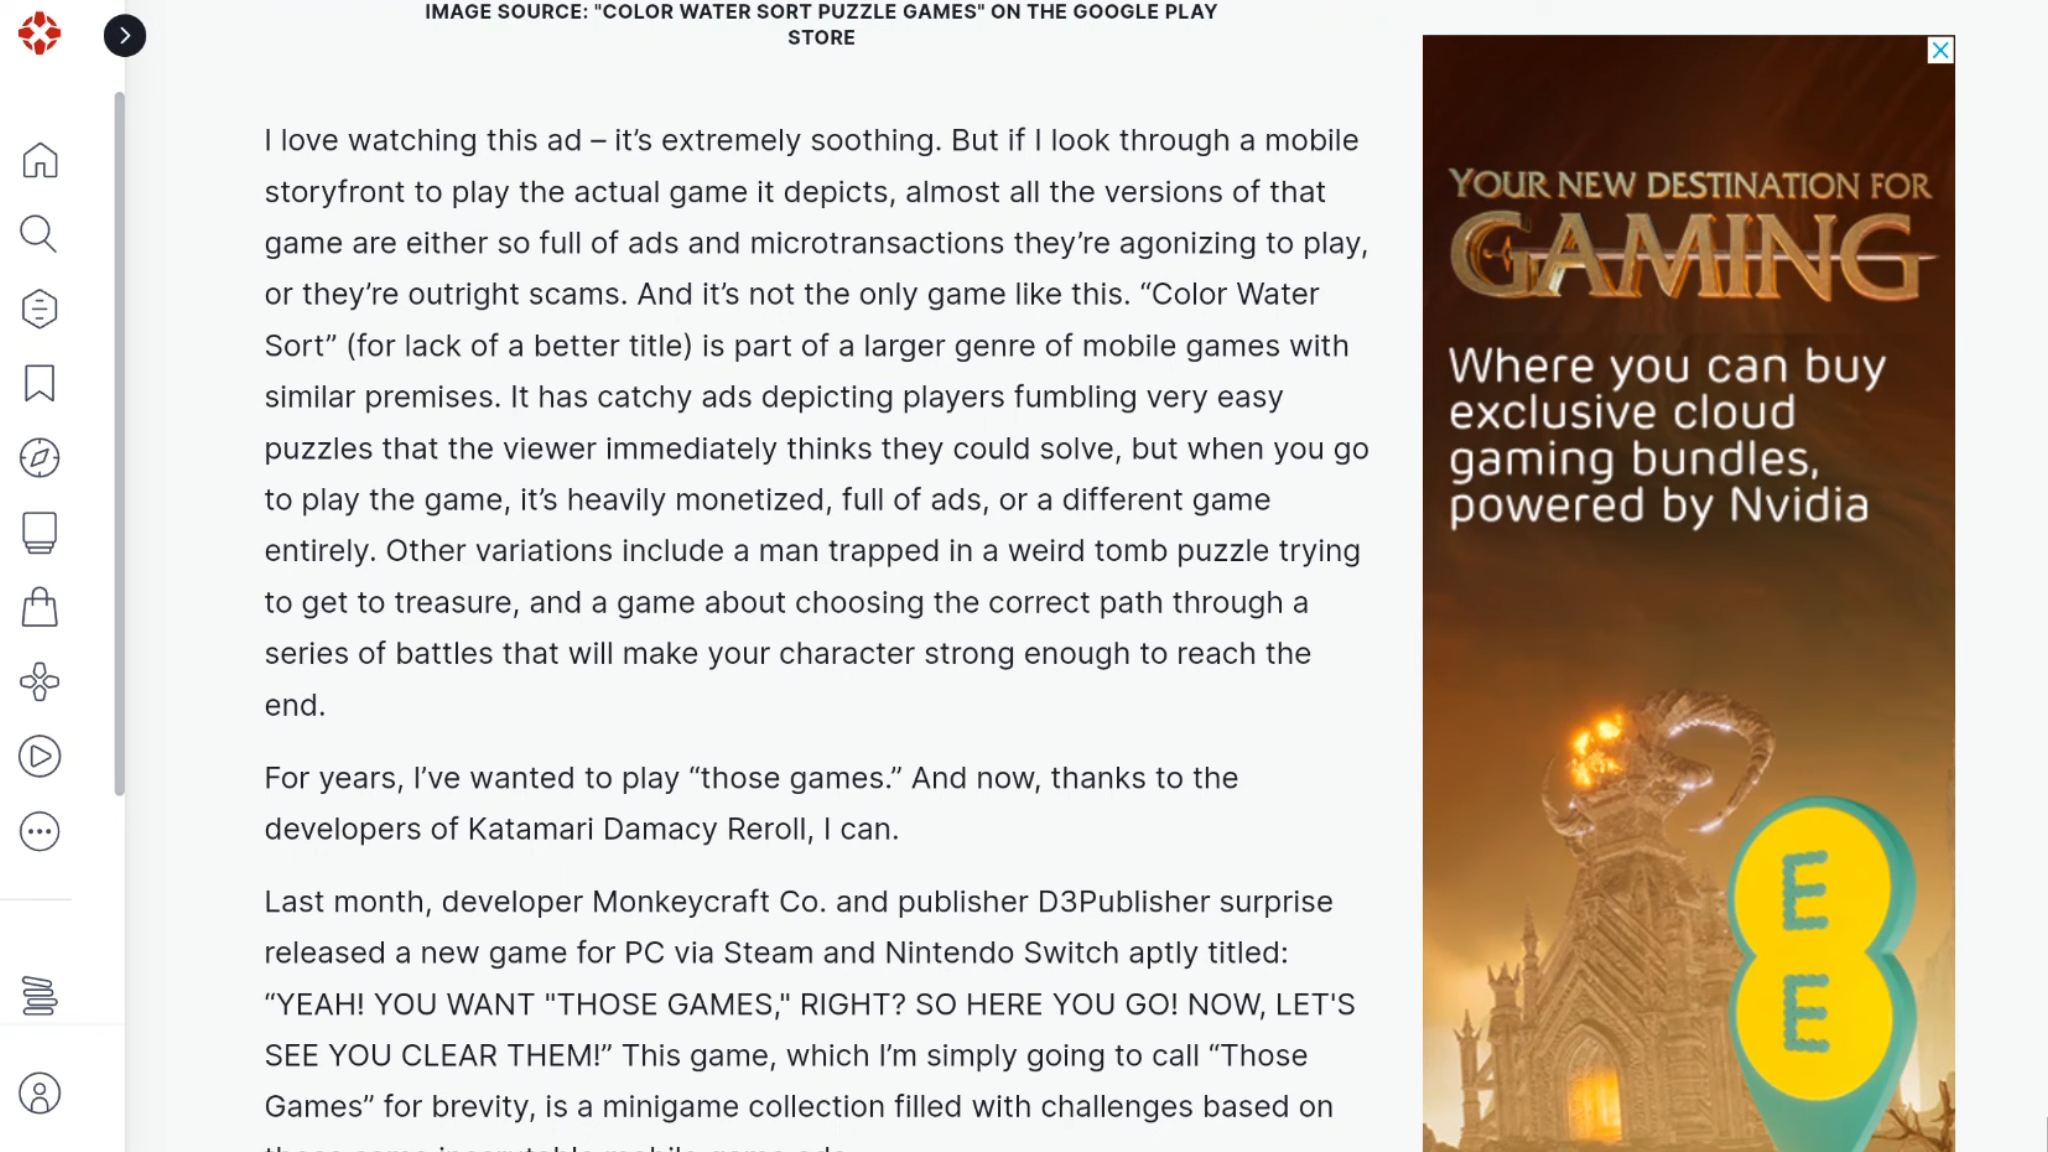 IMAGE SOURCE: "COLOR WATER SORT PUZZLE GAMES" ON THE GOOGLE PLAY
STORE
I love watching this ad – it’s extremely soothing. But if I look through a mobile
storyfront to play the actual game it depicts, almost all the versions of that
game are either so full of ads and microtransactions they’re agonizing to play,
or they’re outright scams. And it’s not the only game like this. “Color Water
Sort” (for lack of a better title) is part of a larger genre of mobile games with
similar premises. It has catchy ads depicting players fumbling very easy
puzzles that the viewer immediately thinks they could solve, but when you go
to play the game, it’s heavily monetized, full of ads, or a different game
entirely. Other variations include a man trapped in a weird tomb puzzle trying
to get to treasure, and a game about choosing the correct path through a
series of battles that will make your character strong enough to reach the
end.
For years, I’ve wanted to play “those games.” And now, thanks to the
developers of Katamari Damacy Reroll, I can.
Last month, developer Monkeycraft Co. and publisher D3Publisher surprise
released a new game for PC via Steam and Nintendo Switch aptly titled:
“YEAH! YOU WANT "THOSE GAMES," RIGHT? SO HERE YOU GO! NOW, LET'S
SEE YOU CLEAR THEM!” This game, which I’m simply going to call “Those
Games” for brevity, is a minigame collection filled with challenges based on
YOUR NEW DESTINATION FOR
GAMING
Where you can buy
exclusive cloud
gaming bundles,
powered by Nvidia
E
E